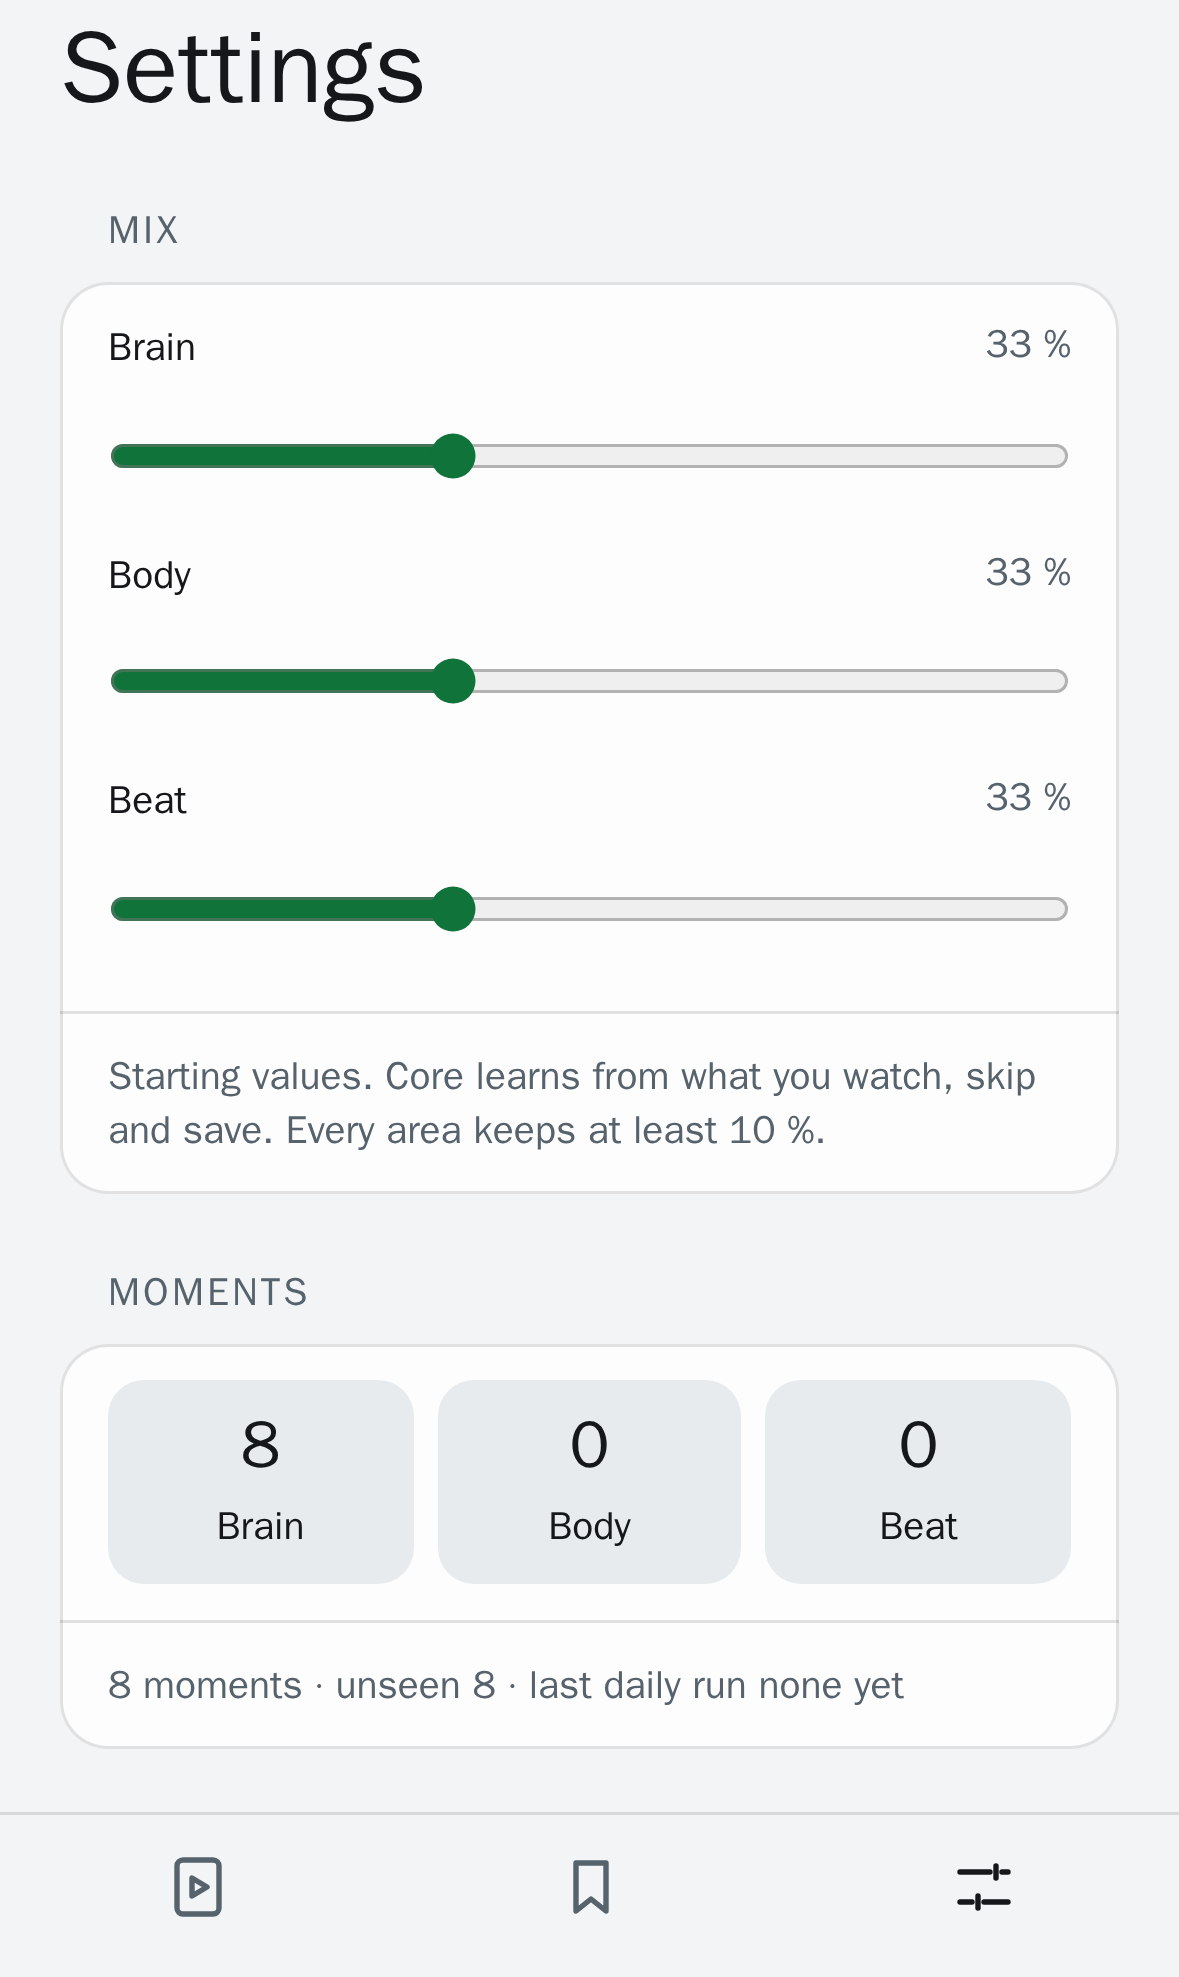 Settings
MIX
Brain 33 %
Body 33 %
Beat 33 %
Starting values. Core learns from what you watch, skip
and save. Every area keeps at least 10 %.
MOMENTS
8 0 0
Brain Body Beat
8 moments · unseen 8 · last daily run none yet